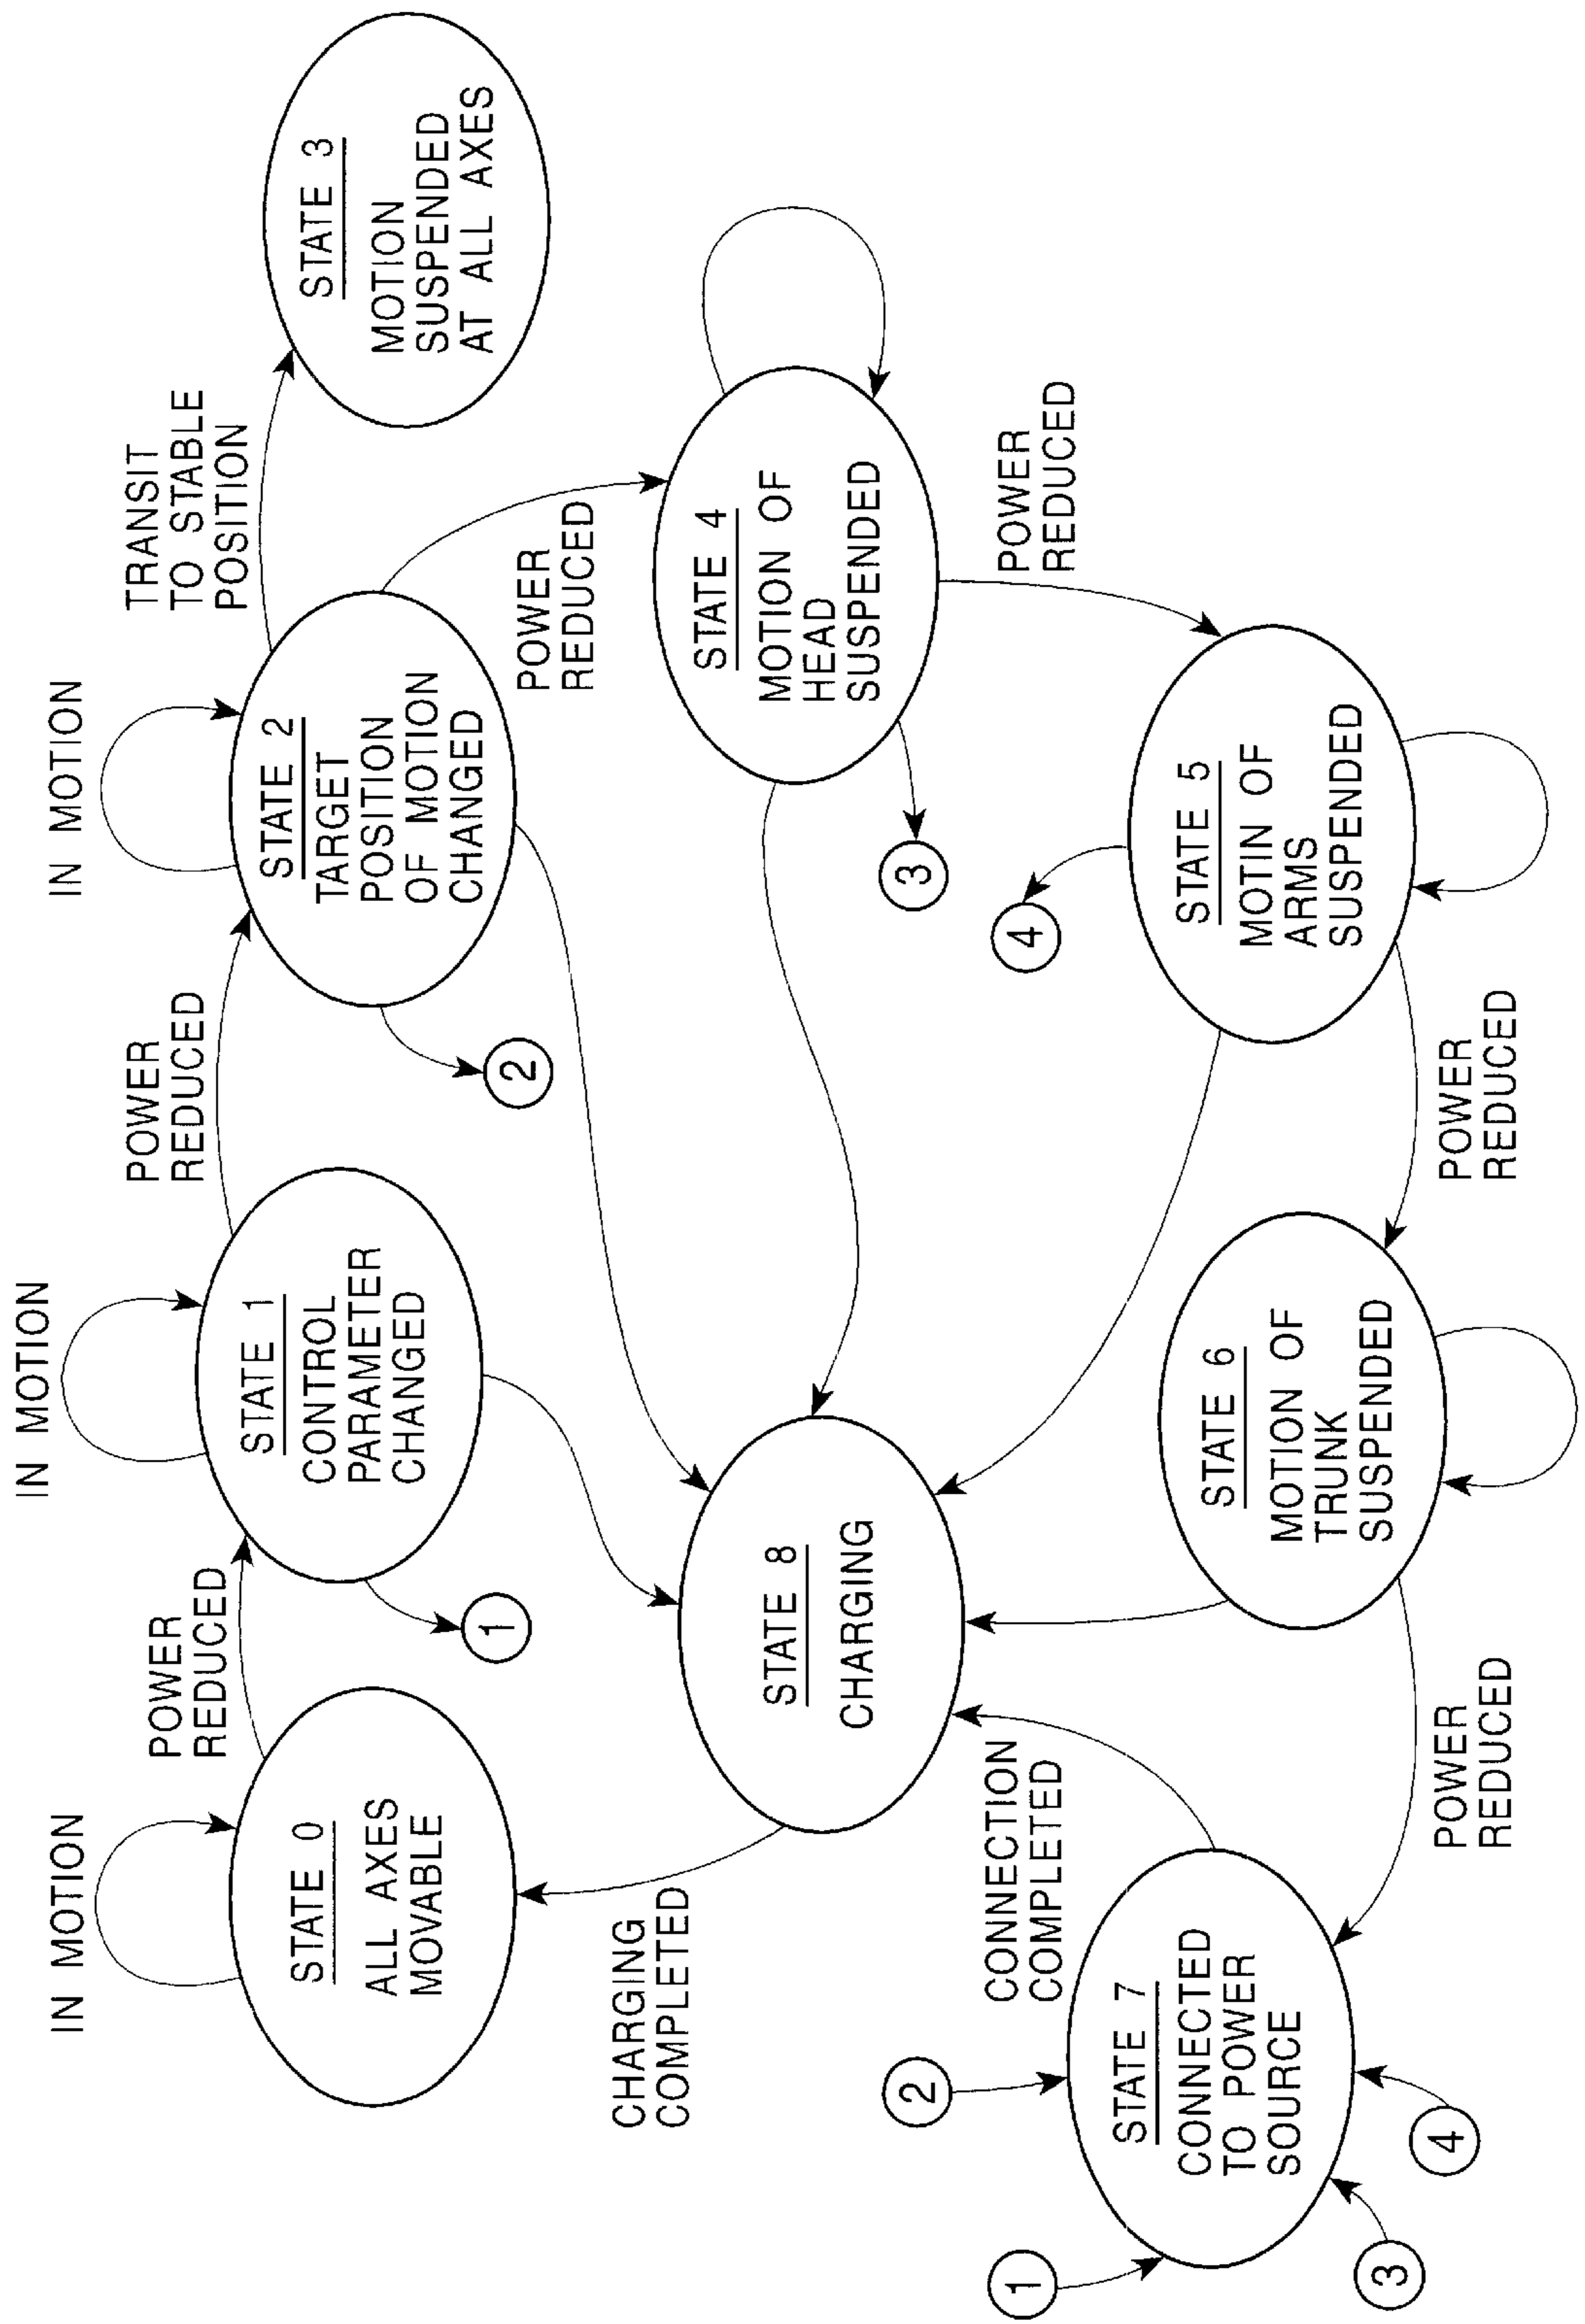 IN MOTION
IN MOTION
IN MOTION
POWER
REDUCED
POWER
REDUCED
TRANSIT
TO STABLE
POSITION
STATE 0
ALL AXES
MOVABLE
STATE 1
CONTROL
PARAMETER
CHANGED
STATE 2
TARGET
POSITION
OF MOTION
CHANGED
STATE 3
MOTION
SUSPENDED
AT ALL AXES
1
2
POWER
REDUCED
CHARGING
COMPLETED
STATE 8
CHARGING
STATE 4
MOTION OF
HEAD
SUSPENDED
2
1
3
4
CONNECTION
COMPLETED
POWER
REDUCED
STATE 7
CONNECTED
TO POWER
SOURCE
STATE 6
MOTION OF
TRUNK
SUSPENDED
STATE 5
MOTIN OF
ARMS
SUSPENDED
3
4
POWER
REDUCED
POWER
REDUCED